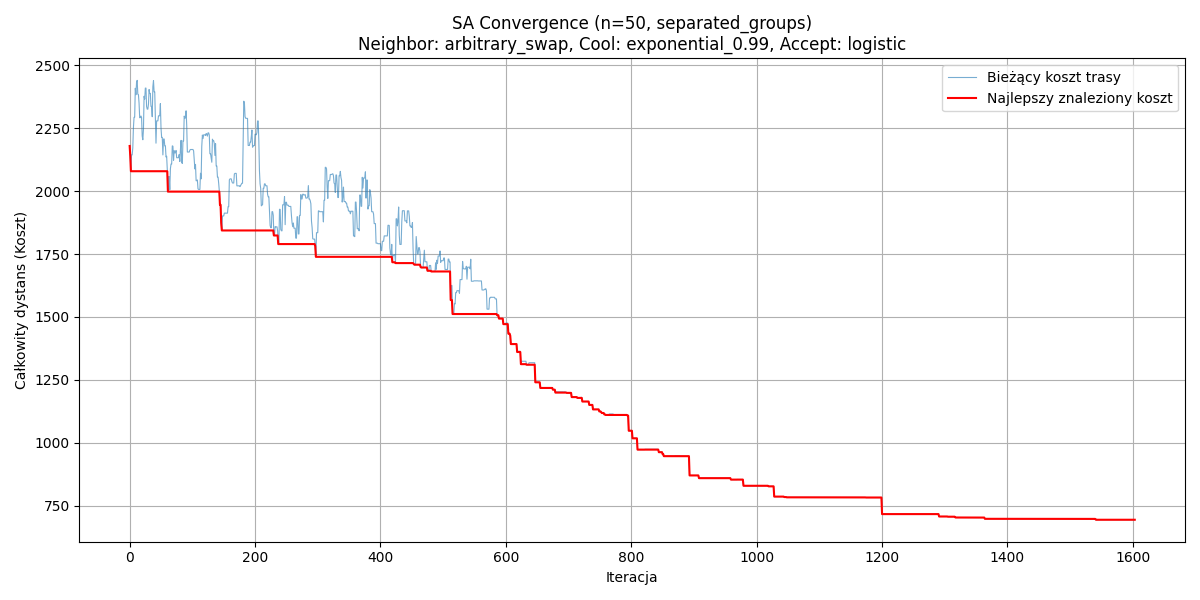 SA Convergence (n=50, separated_groups)
Neighbor: arbitrary_swap, Cool: exponential_0.99, Accept: logistic
Bieżący koszt trasy
Najlepszy znaleziony koszt
Całkowity dystans (Koszt)
2500
2250
2000
1750
1500
1250
1000
750
0 200 400 600 800 1000 1200 1400 1600
Iteracja